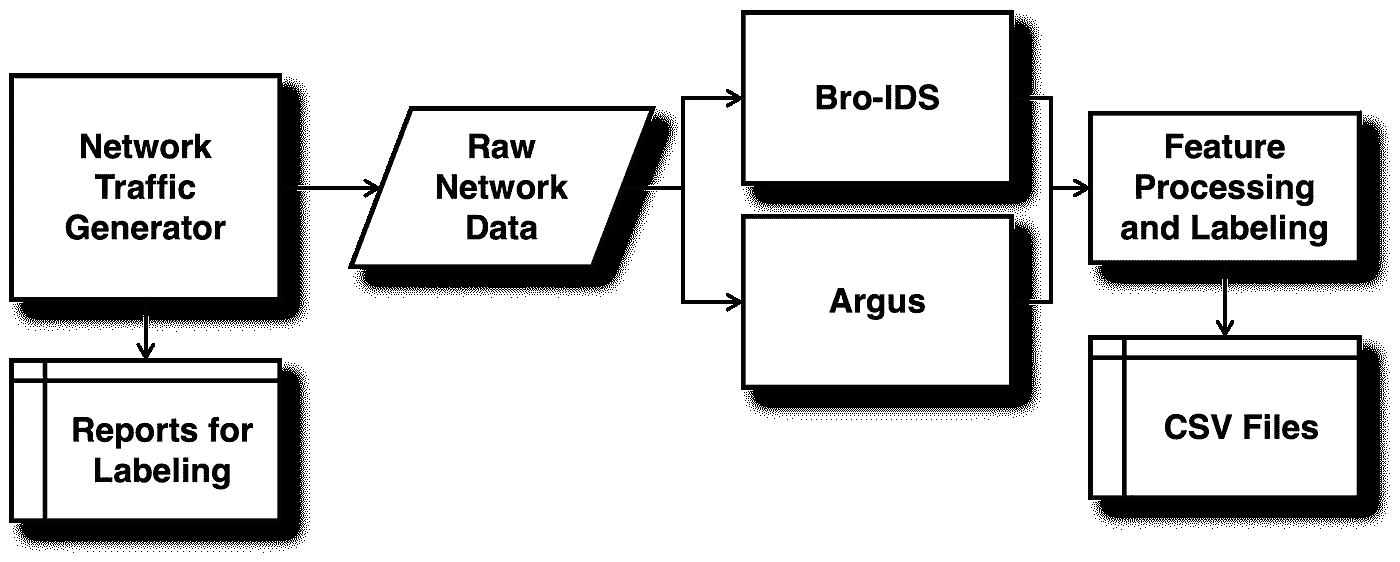 Network
Traffic
Generator
Reports for
Labeling
Raw
Network
Data
Bro-IDS
Argus
Feature
Processing
and Labeling
CSV Files